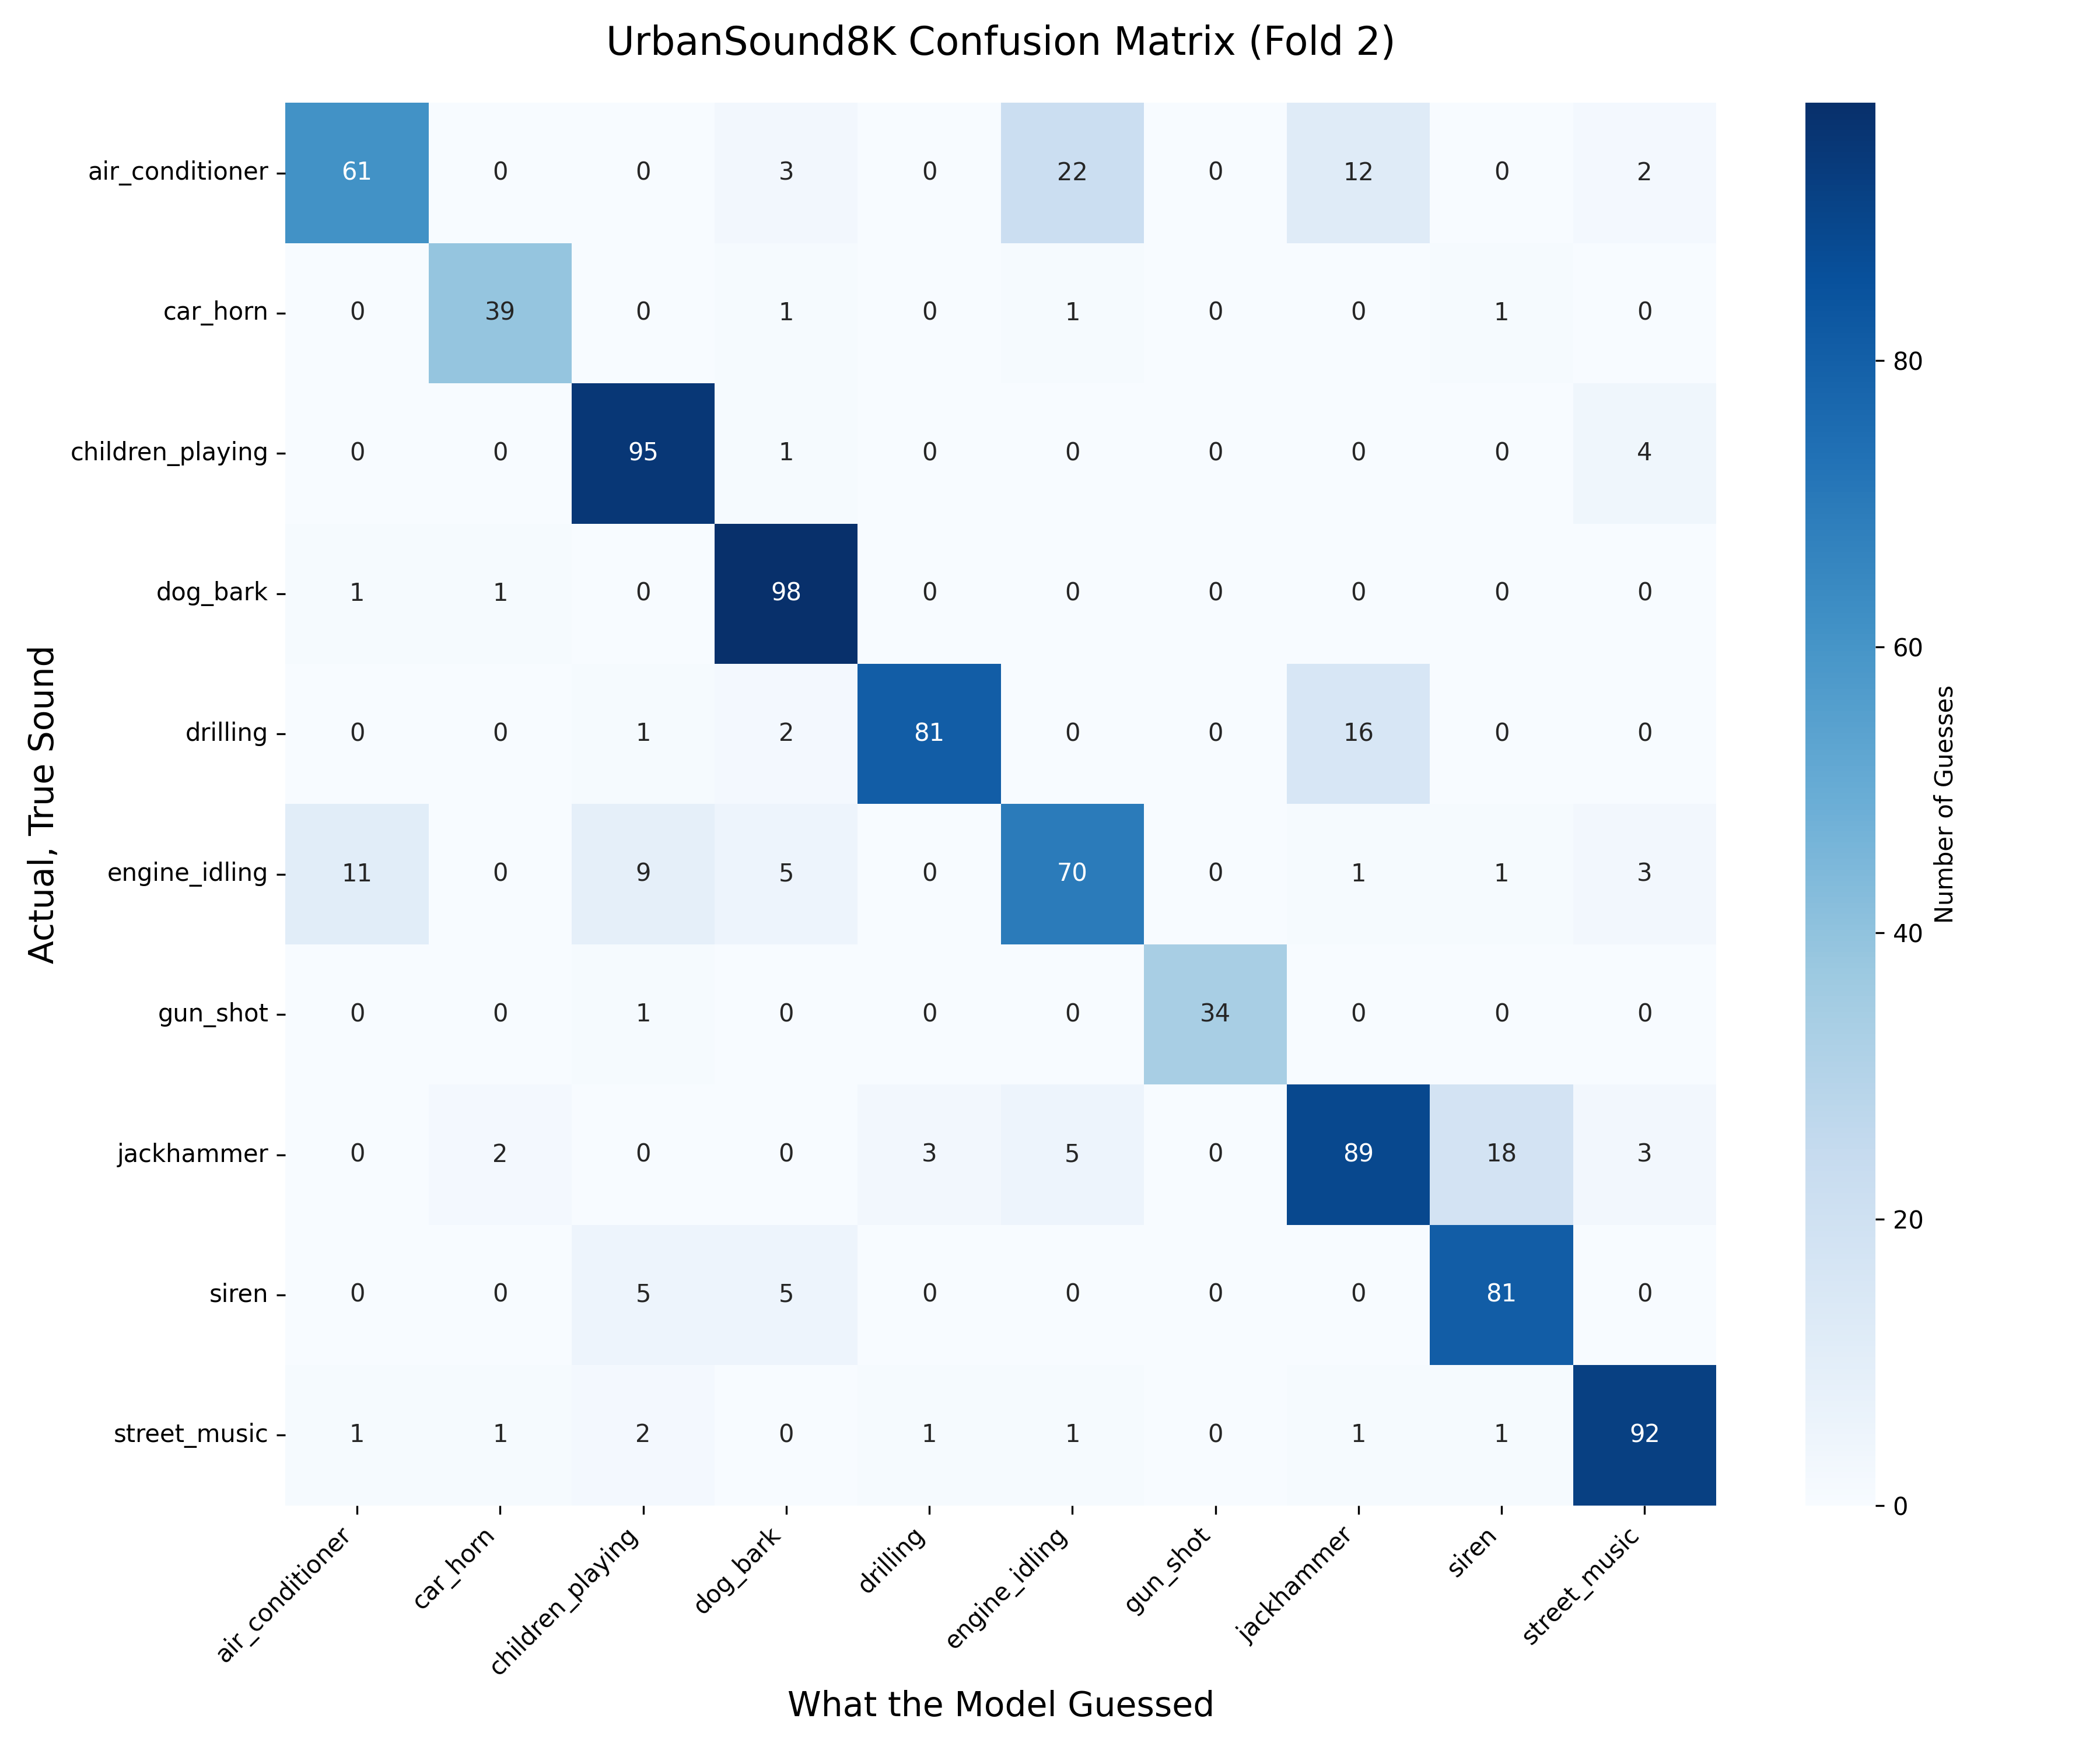 UrbanSound8K Confusion Matrix (Fold 2)
air_conditioner 61 0 0 3 0 22 0 12 0 2
car_horn 0 39 0 1 0 1 0 0 1 0
children_playing 0 0 95 1 0 0 0 0 0 4
dog_bark 1 1 0 98 0 0 0 0 0 0
drilling 0 0 1 2 81 0 0 16 0 0
engine_idling 11 0 9 5 0 70 0 1 1 3
gun_shot 0 0 1 0 0 0 34 0 0 0
jackhammer 0 2 0 0 3 5 0 89 18 3
siren 0 0 5 5 0 0 0 0 81 0
street_music 1 1 2 0 1 1 0 1 1 92
Actual, True Sound
air_conditioner car_horn children_playing dog_bark drilling engine_idling gun_shot jackhammer siren street_music
What the Model Guessed
80
60
40
20
0
Number of Guesses